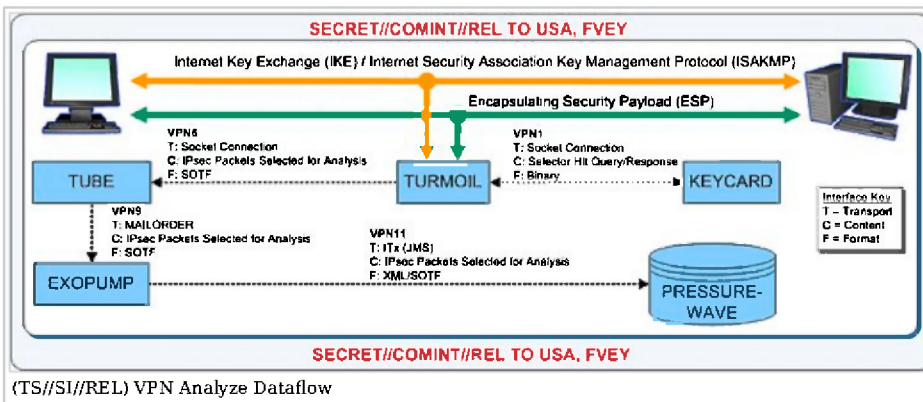 SECRET//COMINT//REL TO USA, FVEY
Internet Key Exchange (IKE) / Internet Security Association Key Management Protocol (ISAKMP)
Encapsulating Security Payload (ESP)
VPN6
T: Socket Connection
C: IPsec Packets Selected for Analysis
F: SOTF
VPN1
T: Socket Connection
C: Selector Hit Query/Response
F: Binary
TUBE
TURMOIL
KEYCARD
Interface Key
T = Transport
C = Content
F = Format
VPN9
T: MAILORDER
C: IPsec Packets Selected for Analysis
F: SOTF
VPN11
T: ITx (JMS)
C: IPsec Packets Selected for Analysis
F: XML/SOTF
EXOPUMP
PRESSURE-
WAVE
SECRET//COMINT//REL TO USA, FVEY
(TS//SI//REL) VPN Analyze Dataflow